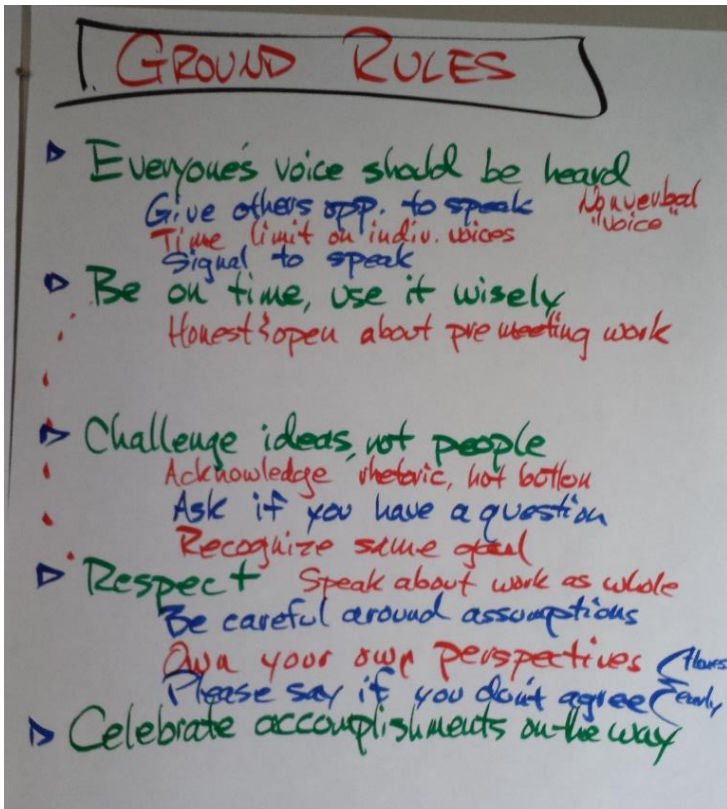 GROUND RULES
Everyone's voice should be heard
Give others opp. to speak Nonverbal
Time limit on indiv. voices "voice"
Signal to speak
Be on time, use it wisely
Honest & open about pre meeting work
Challenge ideas, not people
Acknowledge rhetoric, hot button
Ask if you have a question
Recognize same goal
Respect Speak about work as whole
Be careful around assumptions
Own your own perspectives
Please say if you don't agree
Celebrate accomplishments on the way